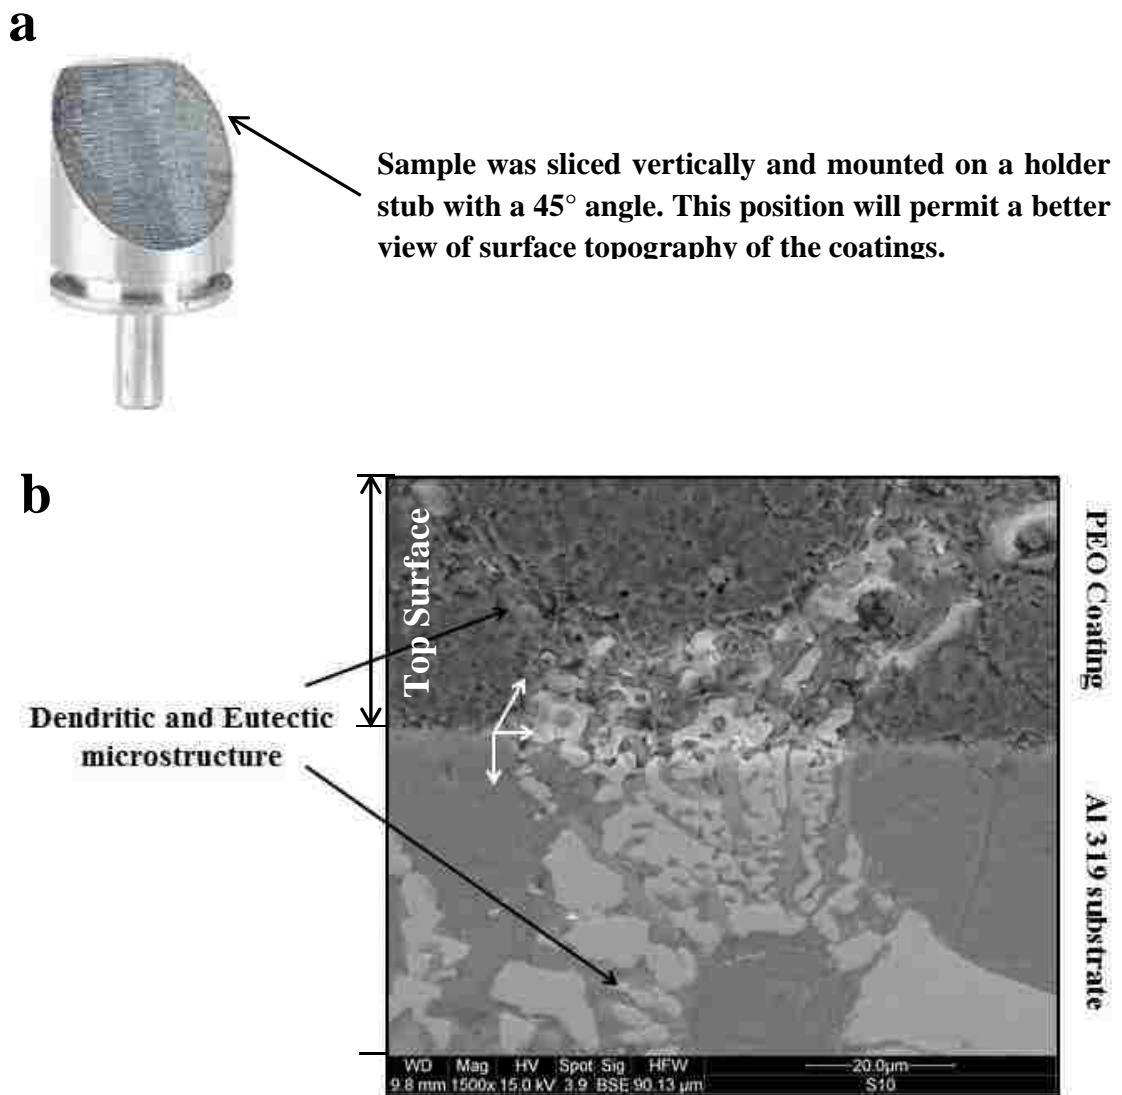 a
Sample was sliced vertically and mounted on a holder
stub with a 45° angle. This position will permit a better
view of surface topography of the coatings.
b
Top Surface
PEO Coating
Dendritic and Eutectic
microstructure
Al 319 substrate
WD Mag HV Spot Sig HFW 20.0µm
9.8 mm 1500x 15.0 kV 3.9 BSE 90.13 µm S10